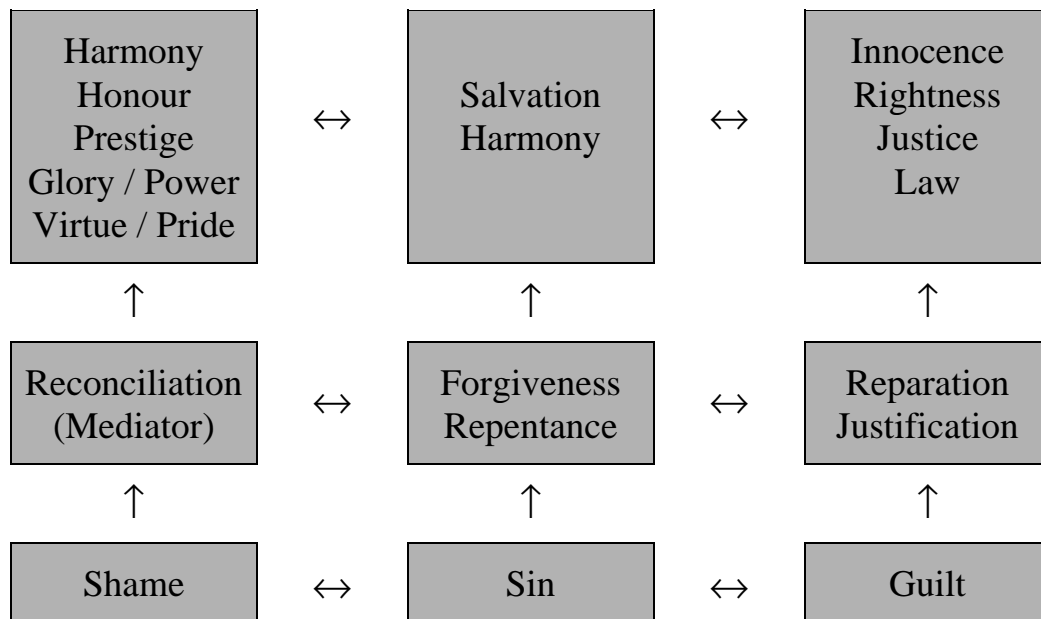 Harmony
Honour
Prestige
Glory / Power
Virtue / Pride
↔
Salvation
Harmony
↔
Innocence
Rightness
Justice
Law
↑ ↑ ↑
Reconciliation
(Mediator)
↔
Forgiveness
Repentance
↔
Reparation
Justification
↑ ↑ ↑
Shame ↔ Sin ↔ Guilt